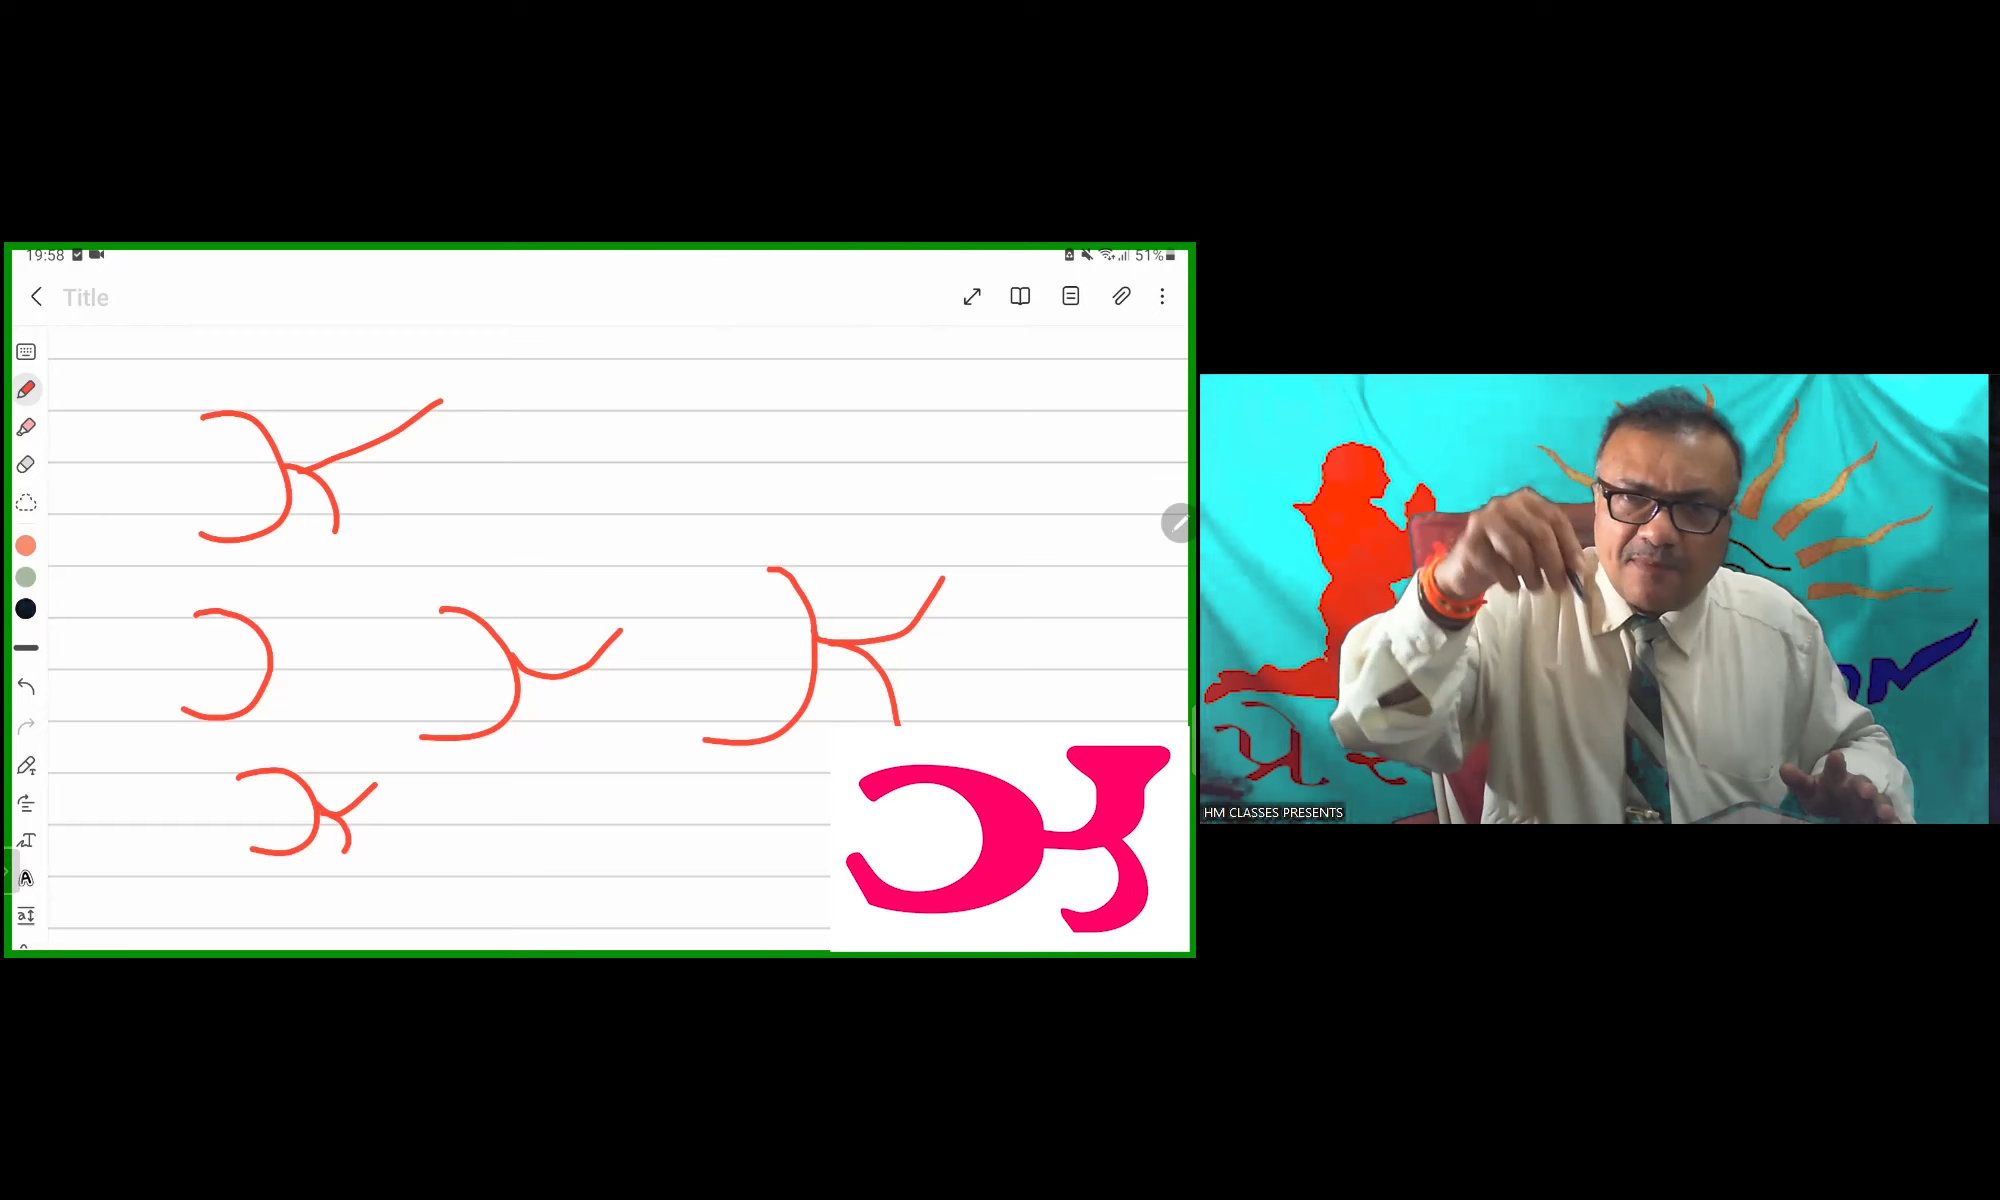 19:58 51%
Title
ઝ
ઝ
ઝ
ઝ
HM CLASSES PRESENTS